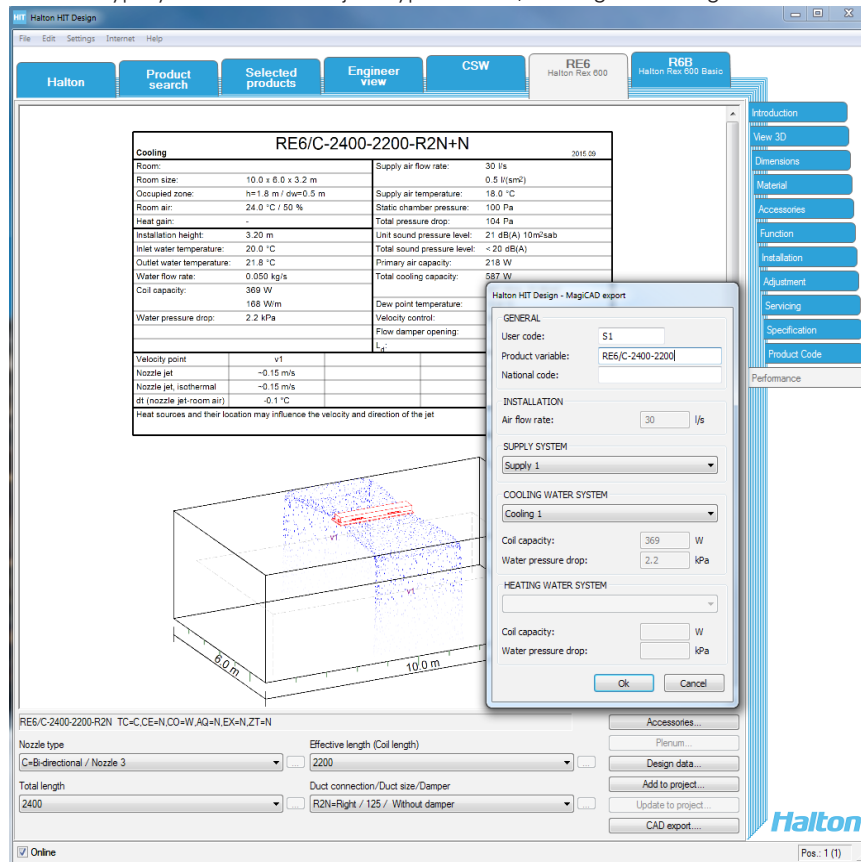 HIT Halton HIT Design
File Edit Settings Internet Help
Halton
Product search
Selected products
Engineer view
CSW
RE6
Halton Rex 600
R6B
Halton Rex 600 Basic
Introduction
View 3D
Dimensions
Material
Accessories
Function
Installation
Adjustment
Servicing
Specification
Product Code
Performance
Cooling RE6/C-2400-2200-R2N+N 2015.09
Room: Supply air flow rate: 30 l/s
Room size: 10.0 x 6.0 x 3.2 m 0.5 l/(sm2)
Occupied zone: h=1.8 m / dw=0.5 m Supply air temperature: 18.0 °C
Room air: 24.0 °C / 50 % Static chamber pressure: 100 Pa
Heat gain: - Total pressure drop: 104 Pa
Installation height: 3.20 m Unit sound pressure level: 21 dB(A) 10m2sab
Inlet water temperature: 20.0 °C Total sound pressure level: < 20 dB(A)
Outlet water temperature: 21.8 °C Primary air capacity: 218 W
Water flow rate: 0.050 kg/s Total cooling capacity: 587 W
Coil capacity: 369 W
168 W/m Dew point temperature:
Water pressure drop: 2.2 kPa Velocity control:
Flow damper opening:
Ld:
Velocity point v1
Nozzle jet ~0.15 m/s
Nozzle jet, isothermal ~0.15 m/s
dt (nozzle jet-room air) -0.1 °C
Heat sources and their location may influence the velocity and direction of the jet
v1
v1
6.0 m
10.0 m
Halton HIT Design - MagiCAD export
GENERAL
User code: S1
Product variable: RE6/C-2400-2200
National code:
INSTALLATION
Air flow rate: 30 l/s
SUPPLY SYSTEM
Supply 1
COOLING WATER SYSTEM
Cooling 1
Coil capacity: 369 W
Water pressure drop: 2.2 kPa
HEATING WATER SYSTEM
Coil capacity: W
Water pressure drop: kPa
Ok Cancel
RE6/C-2400-2200-R2N TC=C,CE=N,CO=W,AQ=N,EX=N,ZT=N
Nozzle type Effective length (Coil length)
C=Bi-directional / Nozzle 3 ... 2200 ...
Total length Duct connection/Duct size/Damper
2400 ... R2N=Right / 125 / Without damper ...
Accessories...
Plenum...
Design data...
Add to project...
Update to project...
CAD export....
Halton
Online Pos.: 1 (1)